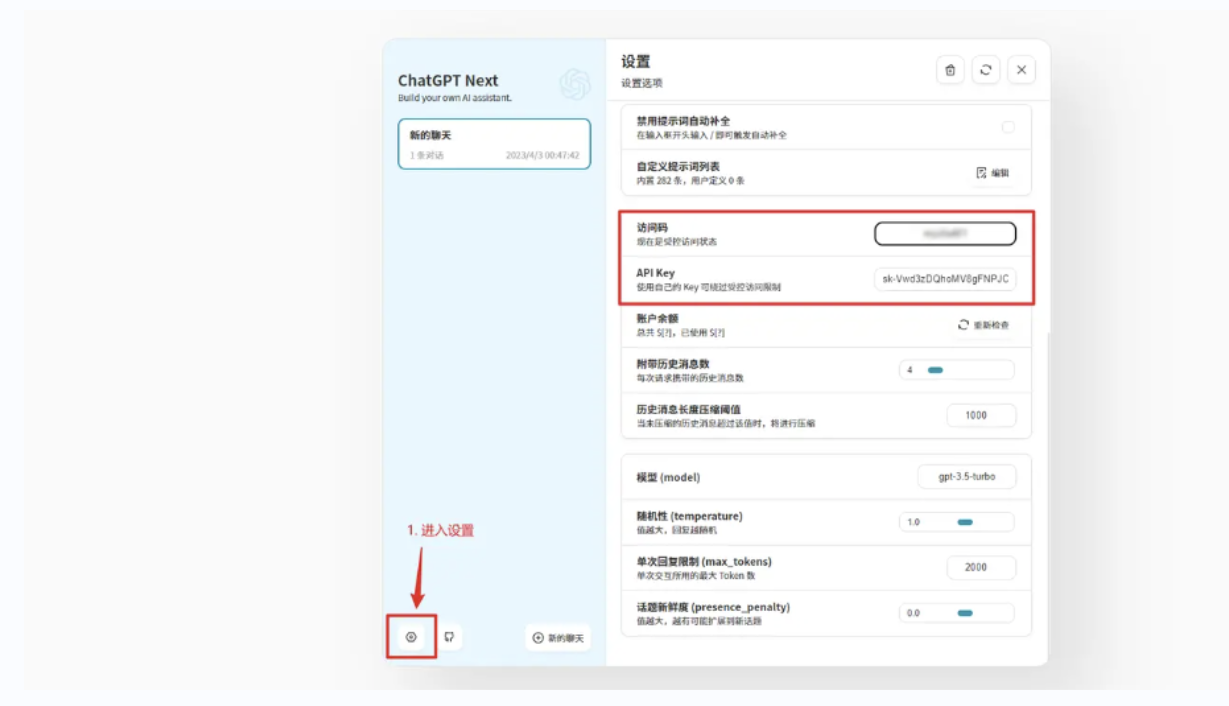 ChatGPT Next
Build your own AI assistant.
新的聊天
1 条对话
2023/4/3 00:47:42
1. 进入设置
新的聊天
设置
设置选项
禁用提示词自动补全
在输入框开头输入 / 即可触发自动补全
自定义提示词列表
内置 282 条，用户定义 0 条
编辑
访问码
现在是受控访问状态
API Key
使用自己的 Key 可绕过受控访问限制
sk-Vwd3zDQhoMV8gFNPJC
账户余额
总共 $[?]，已使用 $[?]
重新检查
附带历史消息数
每次请求携带的历史消息数
4
历史消息长度压缩阈值
当未压缩的历史消息超过该值时，将进行压缩
1000
模型 (model)
gpt-3.5-turbo
随机性 (temperature)
值越大，回复越随机
1.0
单次回复限制 (max_tokens)
单次交互所用的最大 Token 数
2000
话题新鲜度 (presence_penalty)
值越大，越有可能扩展到新话题
0.0